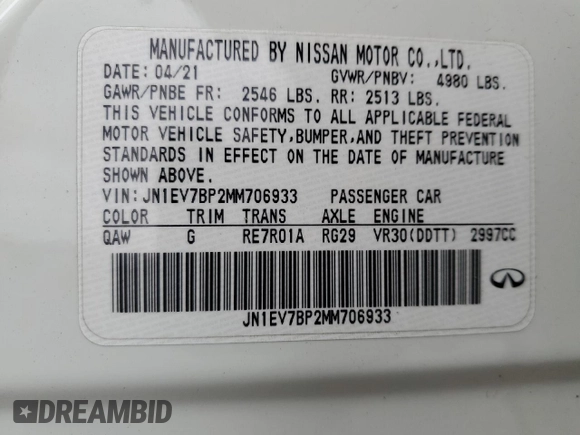 MANUFACTURED BY NISSAN MOTOR CO.,LTD.
DATE: 04/21 GVWR/PNBV: 4980 LBS.
GAWR/PNBE FR: 2546 LBS. RR: 2513 LBS.
THIS VEHICLE CONFORMS TO ALL APPLICABLE FEDERAL
MOTOR VEHICLE SAFETY,BUMPER,AND THEFT PREVENTION
STANDARDS IN EFFECT ON THE DATE OF MANUFACTURE
SHOWN ABOVE.
VIN: JN1EV7BP2MM706933 PASSENGER CAR
COLOR TRIM TRANS AXLE ENGINE
QAW G RE7R01A RG29 VR30(DDTT) 2997CC
JN1EV7BP2MM706933
DREAMBID